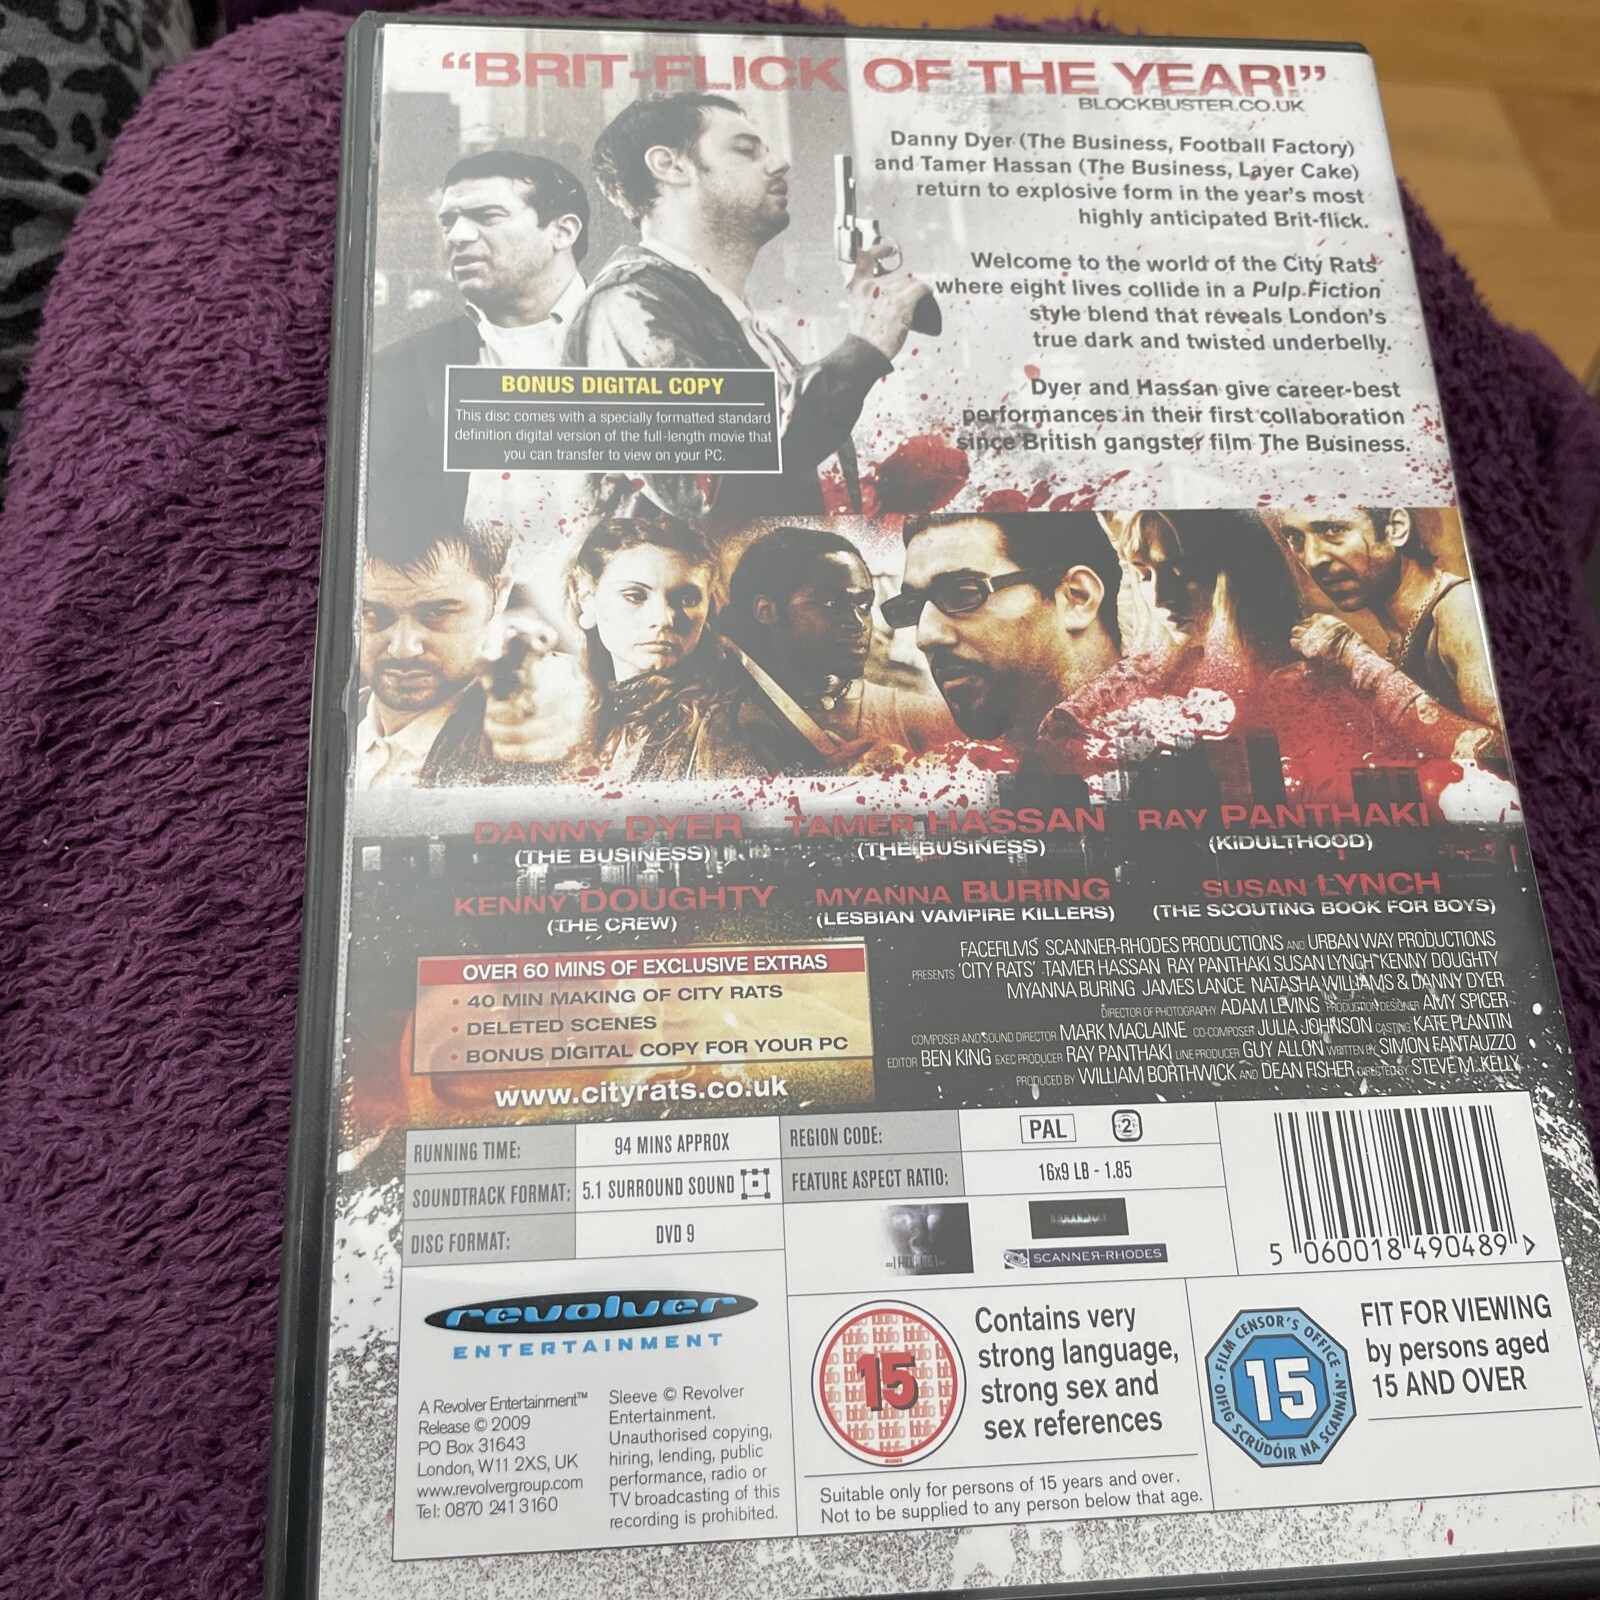 “BRIT-FLICK OF THE YEAR!”
BLOCKBUSTER.CO.UK
Danny Dyer (The Business, Football Factory)
and Tamer Hassan (The Business, Layer Cake)
return to explosive form in the year's most
highly anticipated Brit-flick.
Welcome to the world of the City Rats
where eight lives collide in a Pulp Fiction
style blend that reveals London's
true dark and twisted underbelly.
Dyer and Hassan give career-best
performances in their first collaboration
since British gangster film The Business.
BONUS DIGITAL COPY
This disc comes with a specially formatted standard
definition digital version of the full-length movie that
you can transfer to view on your PC.
DANNY DYER TAMER HASSAN RAY PANTHAKI
(THE BUSINESS) (THE BUSINESS) (KIDULTHOOD)
KENNY DOUGHTY MYANNA BURING SUSAN LYNCH
(THE CREW) (LESBIAN VAMPIRE KILLERS) (THE SCOUTING BOOK FOR BOYS)
OVER 60 MINS OF EXCLUSIVE EXTRAS
• 40 MIN MAKING OF CITY RATS
• DELETED SCENES
• BONUS DIGITAL COPY FOR YOUR PC
www.cityrats.co.uk
FACEFILMS SCANNER-RHODES PRODUCTIONS AND URBAN WAY PRODUCTIONS
PRESENTS 'CITY RATS' TAMER HASSAN RAY PANTHAKI SUSAN LYNCH KENNY DOUGHTY
MYANNA BURING JAMES LANCE NATASHA WILLIAMS & DANNY DYER
DIRECTOR OF PHOTOGRAPHY ADAM LEVINS PRODUCTION DESIGNER AMY SPICER
COMPOSER AND SOUND DIRECTOR MARK MACLAINE CO-COMPOSER JULIA JOHNSON CASTING KATE PLANTIN
EDITOR BEN KING EXEC PRODUCER RAY PANTHAKI LINE PRODUCER GUY ALLON WRITTEN BY SIMON FANTAUZZO
PRODUCED BY WILLIAM BORTHWICK AND DEAN FISHER DIRECTED BY STEVE M. KELLY
RUNNING TIME: 94 MINS APPROX
SOUNDTRACK FORMAT: 5.1 SURROUND SOUND
DISC FORMAT: DVD 9
REGION CODE: PAL 2
FEATURE ASPECT RATIO: 16x9 LB - 1.85
SCANNER-RHODES
5 060018 490489 >
revolver
ENTERTAINMENT
A Revolver Entertainment™
Release © 2009
PO Box 31643
London, W11 2XS, UK
www.revolvergroup.com
Tel: 0870 241 3160
Sleeve © Revolver
Entertainment.
Unauthorised copying,
hiring, lending, public
performance, radio or
TV broadcasting of this
recording is prohibited.
bbfc
15
Contains very
strong language,
strong sex and
sex references
Suitable only for persons of 15 years and over.
Not to be supplied to any person below that age.
FILM CENSOR'S OFFICE
15
OIFIG SCRÚDÓIR NA SCANNÁN
FIT FOR VIEWING
by persons aged
15 AND OVER